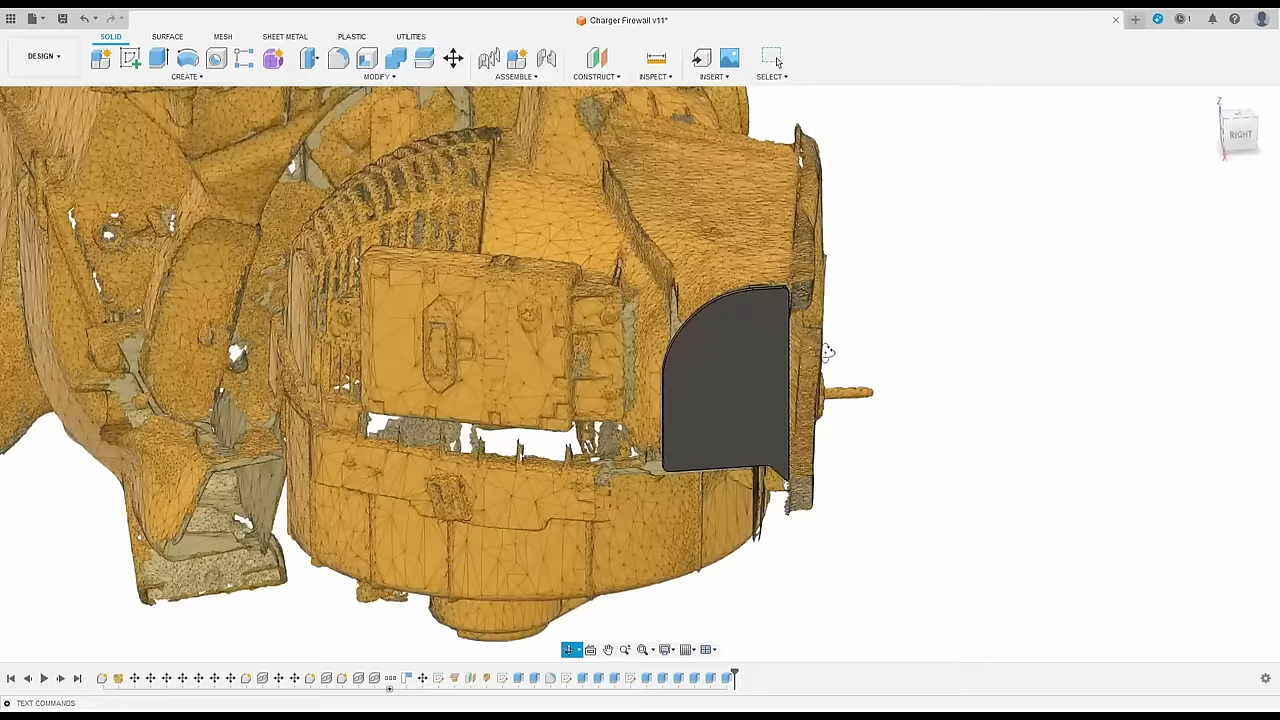 Charger Firewall v11*
1
SOLID SURFACE MESH SHEET METAL PLASTIC UTILITIES
DESIGN
CREATE MODIFY ASSEMBLE CONSTRUCT INSPECT INSERT SELECT
Z
RIGHT
X
TEXT COMMANDS